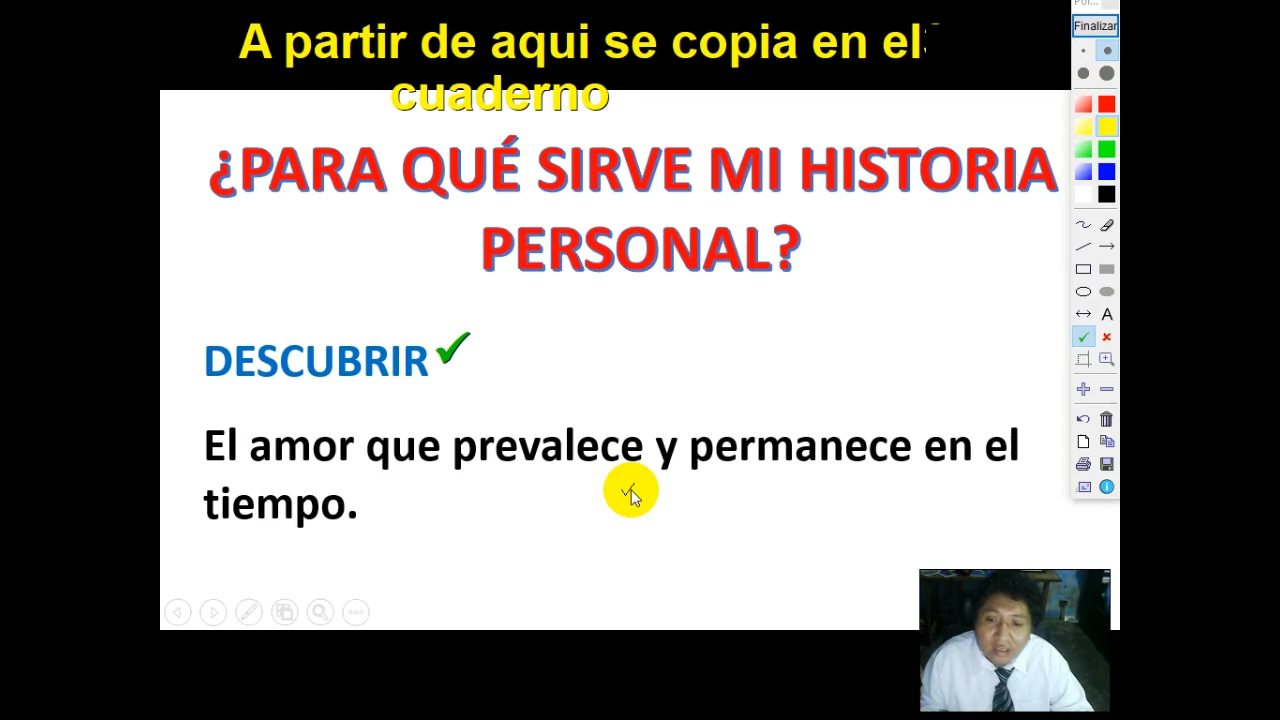 A partir de aqui se copia en el
cuaderno
¿PARA QUÉ SIRVE MI HISTORIA
PERSONAL?
DESCUBRIR
El amor que prevalece y permanece en el
tiempo.
Finalizar
A